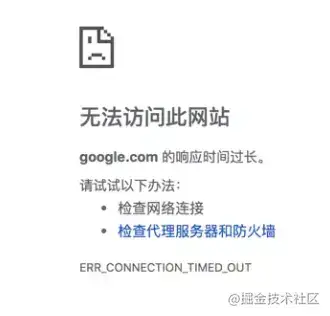 无法访问此网站
google.com 的响应时间过长。
请试试以下办法：
• 检查网络连接
• 检查代理服务器和防火墙
ERR_CONNECTION_TIMED_OUT
@掘金技术社区